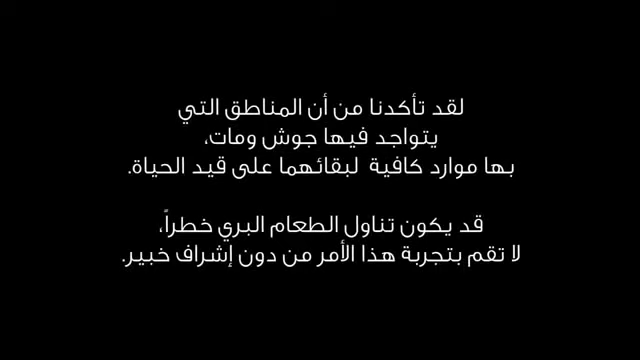 لقد تأكدنا من أن المناطق التي
يتواجد فيها جوش ومات،
بها موارد كافية لبقائهما على قيد الحياة.
قد يكون تناول الطعام البري خطراً،
لا تقم بتجربة هذا الأمر من دون إشراف خبير.